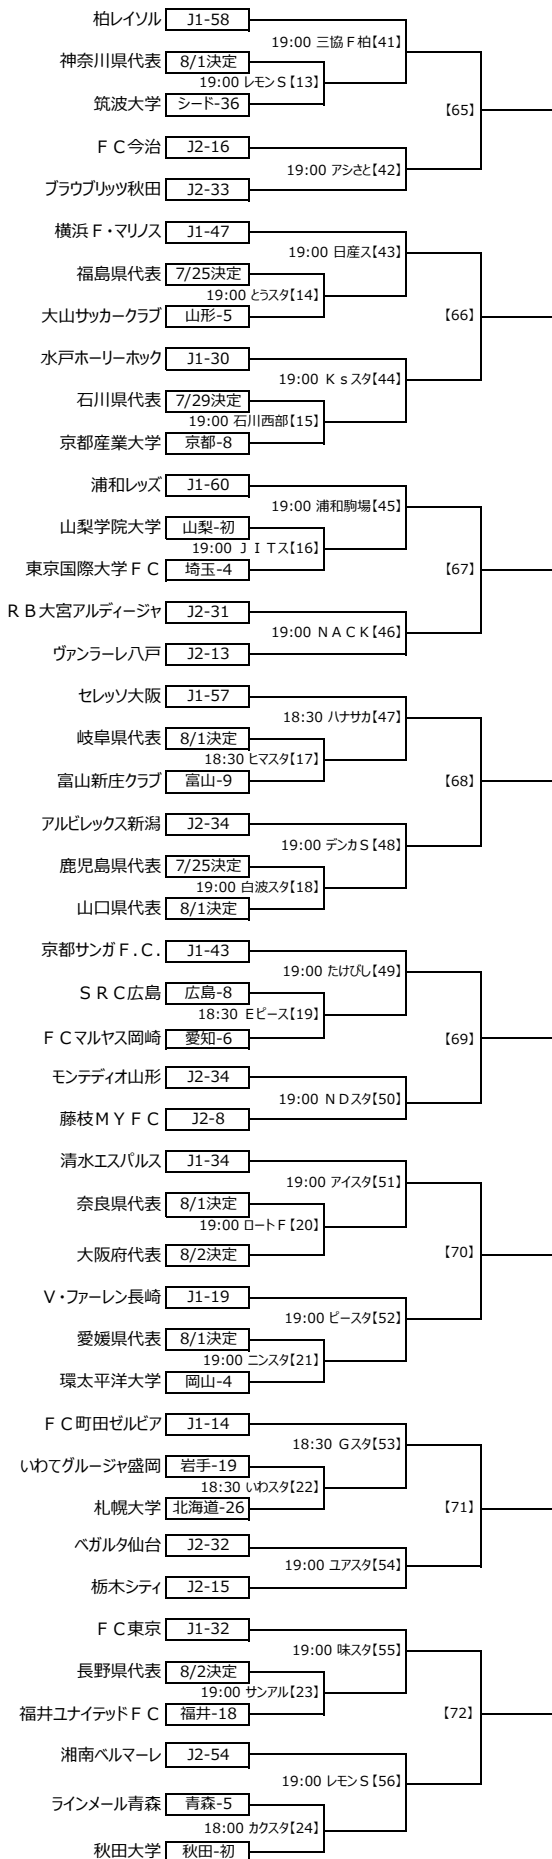 柏レイソル J1-58
19:00 三協Ｆ柏【41】
神奈川県代表 8/1決定
19:00 レモンＳ【13】
筑波大学 シード-36
【65】
ＦＣ今治 J2-16
19:00 アシさと【42】
ブラウブリッツ秋田 J2-33
横浜Ｆ・マリノス J1-47
19:00 日産ス【43】
福島県代表 7/25決定
19:00 とうスタ【14】
大山サッカークラブ 山形-5
【66】
水戸ホーリーホック J1-30
19:00 Ｋｓスタ【44】
石川県代表 7/29決定
19:00 石川西部【15】
京都産業大学 京都-8
浦和レッズ J1-60
19:00 浦和駒場【45】
山梨学院大学 山梨-初
19:00 ＪＩＴス【16】
東京国際大学ＦＣ 埼玉-4
【67】
ＲＢ大宮アルディージャ J2-31
19:00 ＮＡＣＫ【46】
ヴァンラーレ八戸 J2-13
セレッソ大阪 J1-57
18:30 ハナサカ【47】
岐阜県代表 8/1決定
18:30 ヒマスタ【17】
富山新庄クラブ 富山-9
【68】
アルビレックス新潟 J2-34
19:00 デンカＳ【48】
鹿児島県代表 7/25決定
19:00 白波スタ【18】
山口県代表 8/1決定
京都サンガＦ.Ｃ. J1-43
19:00 たけびし【49】
ＳＲＣ広島 広島-8
18:30 Ｅピース【19】
ＦＣマルヤス岡崎 愛知-6
【69】
モンテディオ山形 J2-34
19:00 ＮＤスタ【50】
藤枝ＭＹＦＣ J2-8
清水エスパルス J1-34
19:00 アイスタ【51】
奈良県代表 8/1決定
19:00 ロートＦ【20】
大阪府代表 8/2決定
【70】
Ｖ・ファーレン長崎 J1-19
19:00 ピースタ【52】
愛媛県代表 8/1決定
19:00 ニンスタ【21】
環太平洋大学 岡山-4
ＦＣ町田ゼルビア J1-14
18:30 Ｇスタ【53】
いわてグルージャ盛岡 岩手-19
18:30 いわスタ【22】
札幌大学 北海道-26
【71】
ベガルタ仙台 J2-32
19:00 ユアスタ【54】
栃木シティ J2-15
ＦＣ東京 J1-32
19:00 味スタ【55】
長野県代表 8/2決定
19:00 サンアル【23】
福井ユナイテッドＦＣ 福井-18
【72】
湘南ベルマーレ J2-54
19:00 レモンＳ【56】
ラインメール青森 青森-5
18:00 カクスタ【24】
秋田大学 秋田-初